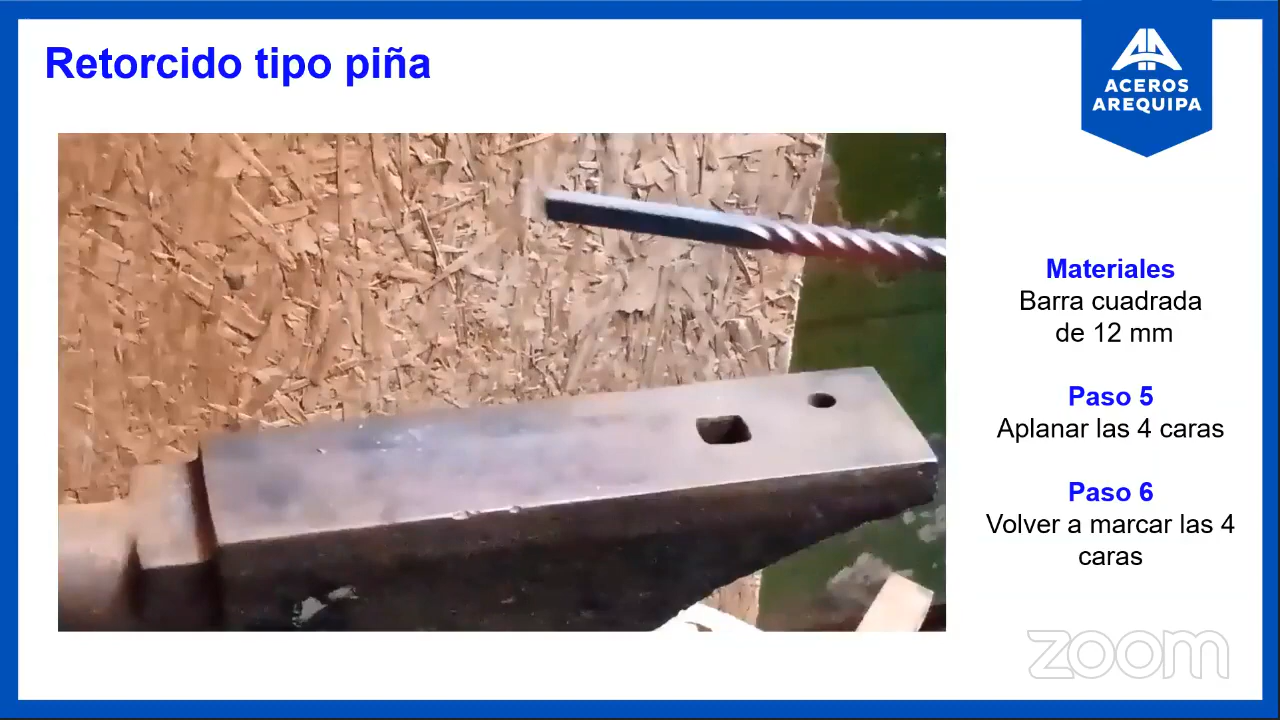 Retorcido tipo piña
ACEROS
AREQUIPA
Materiales
Barra cuadrada
de 12 mm
Paso 5
Aplanar las 4 caras
Paso 6
Volver a marcar las 4
caras
zoom